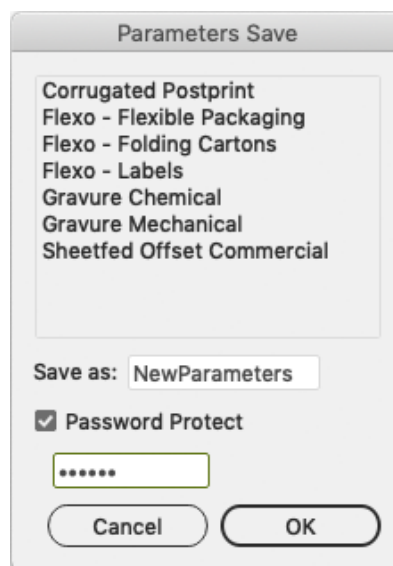 Parameters Save
Corrugated Postprint
Flexo - Flexible Packaging
Flexo - Folding Cartons
Flexo - Labels
Gravure Chemical
Gravure Mechanical
Sheetfed Offset Commercial
Save as: NewParameters
Password Protect
••••••
Cancel OK